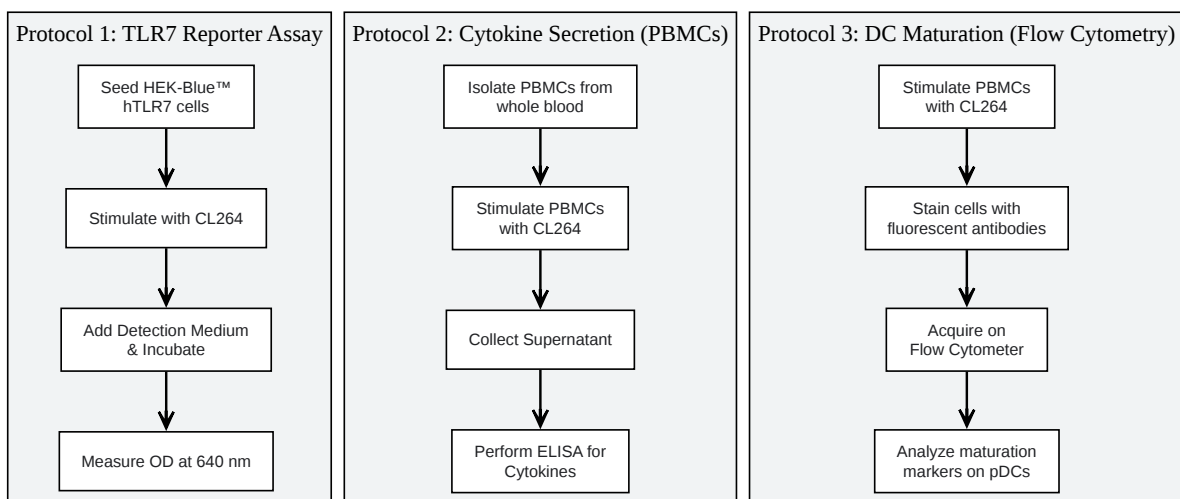 Protocol 1: TLR7 Reporter Assay
Seed HEK-Blue™
hTLR7 cells
Stimulate with CL264
Add Detection Medium
& Incubate
Measure OD at 640 nm
Protocol 2: Cytokine Secretion (PBMCs)
Isolate PBMCs from
whole blood
Stimulate PBMCs
with CL264
Collect Supernatant
Perform ELISA for
Cytokines
Protocol 3: DC Maturation (Flow Cytometry)
Stimulate PBMCs
with CL264
Stain cells with
fluorescent antibodies
Acquire on
Flow Cytometer
Analyze maturation
markers on pDCs